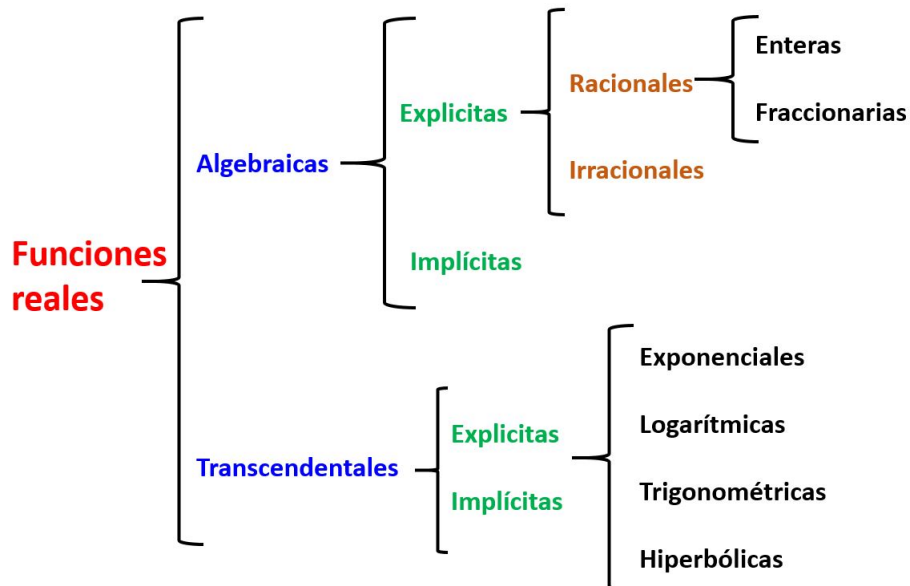 Funciones
reales
Algebraicas
Explicitas
Racionales
Enteras
Fraccionarias
Irracionales
Implícitas
Transcendentales
Explicitas
Implícitas
Exponenciales
Logarítmicas
Trigonométricas
Hiperbólicas